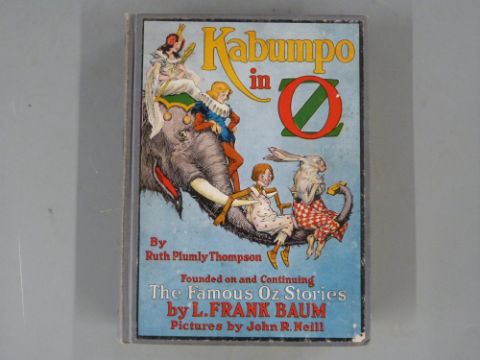 Kabumpo
in OZ
By
Ruth Plumly Thompson
Founded on and Continuing
The Famous Oz Stories
by L. FRANK BAUM
Pictures by John R. Neill